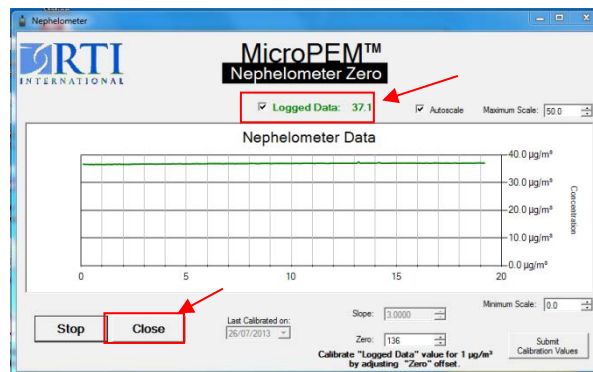 Nephelometer
RTI
INTERNATIONAL
MicroPEM™
Nephelometer Zero
Logged Data: 37.1
Autoscale
Maximum Scale: 50.0
Nephelometer Data
40.0 µg/m³
30.0 µg/m³
20.0 µg/m³
10.0 µg/m³
0.0 µg/m³
Concentration
0 5 10 15 20
Minimum Scale: 0.0
Stop
Close
Last Calibrated on:
26/07/2013
Slope: 3.0000
Zero: 136
Calibrate "Logged Data" value for 1 µg/m³
by adjusting "Zero" offset.
Submit
Calibration Values